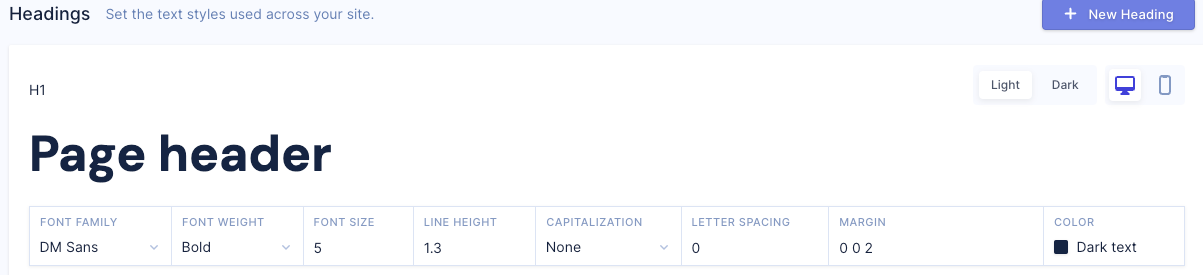 Headings Set the text styles used across your site. + New Heading
H1 Light Dark
Page header
FONT FAMILY FONT WEIGHT FONT SIZE LINE HEIGHT CAPITALIZATION LETTER SPACING MARGIN COLOR
DM Sans Bold 5 1.3 None 0 0 0 2 Dark text